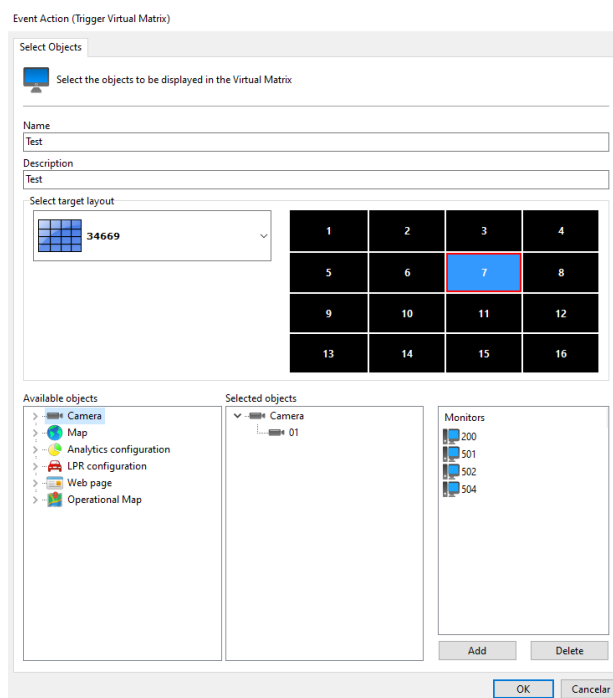 Event Action (Trigger Virtual Matrix)
Select Objects
Select the objects to be displayed in the Virtual Matrix
Name
Test
Description
Test
Select target layout
34669
1 2 3 4
5 6 7 8
9 10 11 12
13 14 15 16
Available objects
Camera
Map
Analytics configuration
LPR configuration
Web page
Operational Map
Selected objects
Camera
01
Monitors
200
501
502
504
Add Delete
OK Cancelar